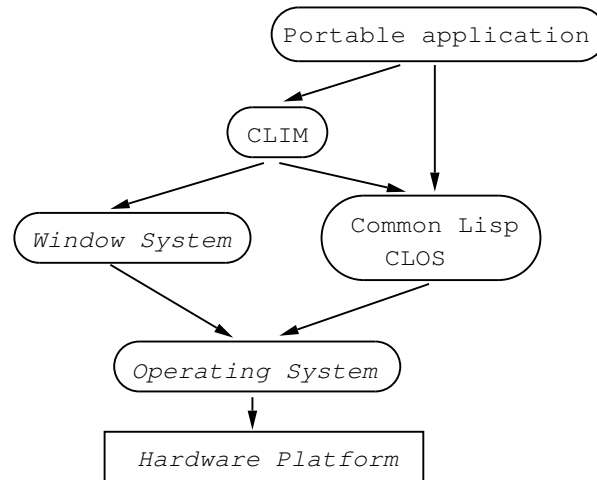 Portable application
CLIM
Window System
Common Lisp
CLOS
Operating System
Hardware Platform